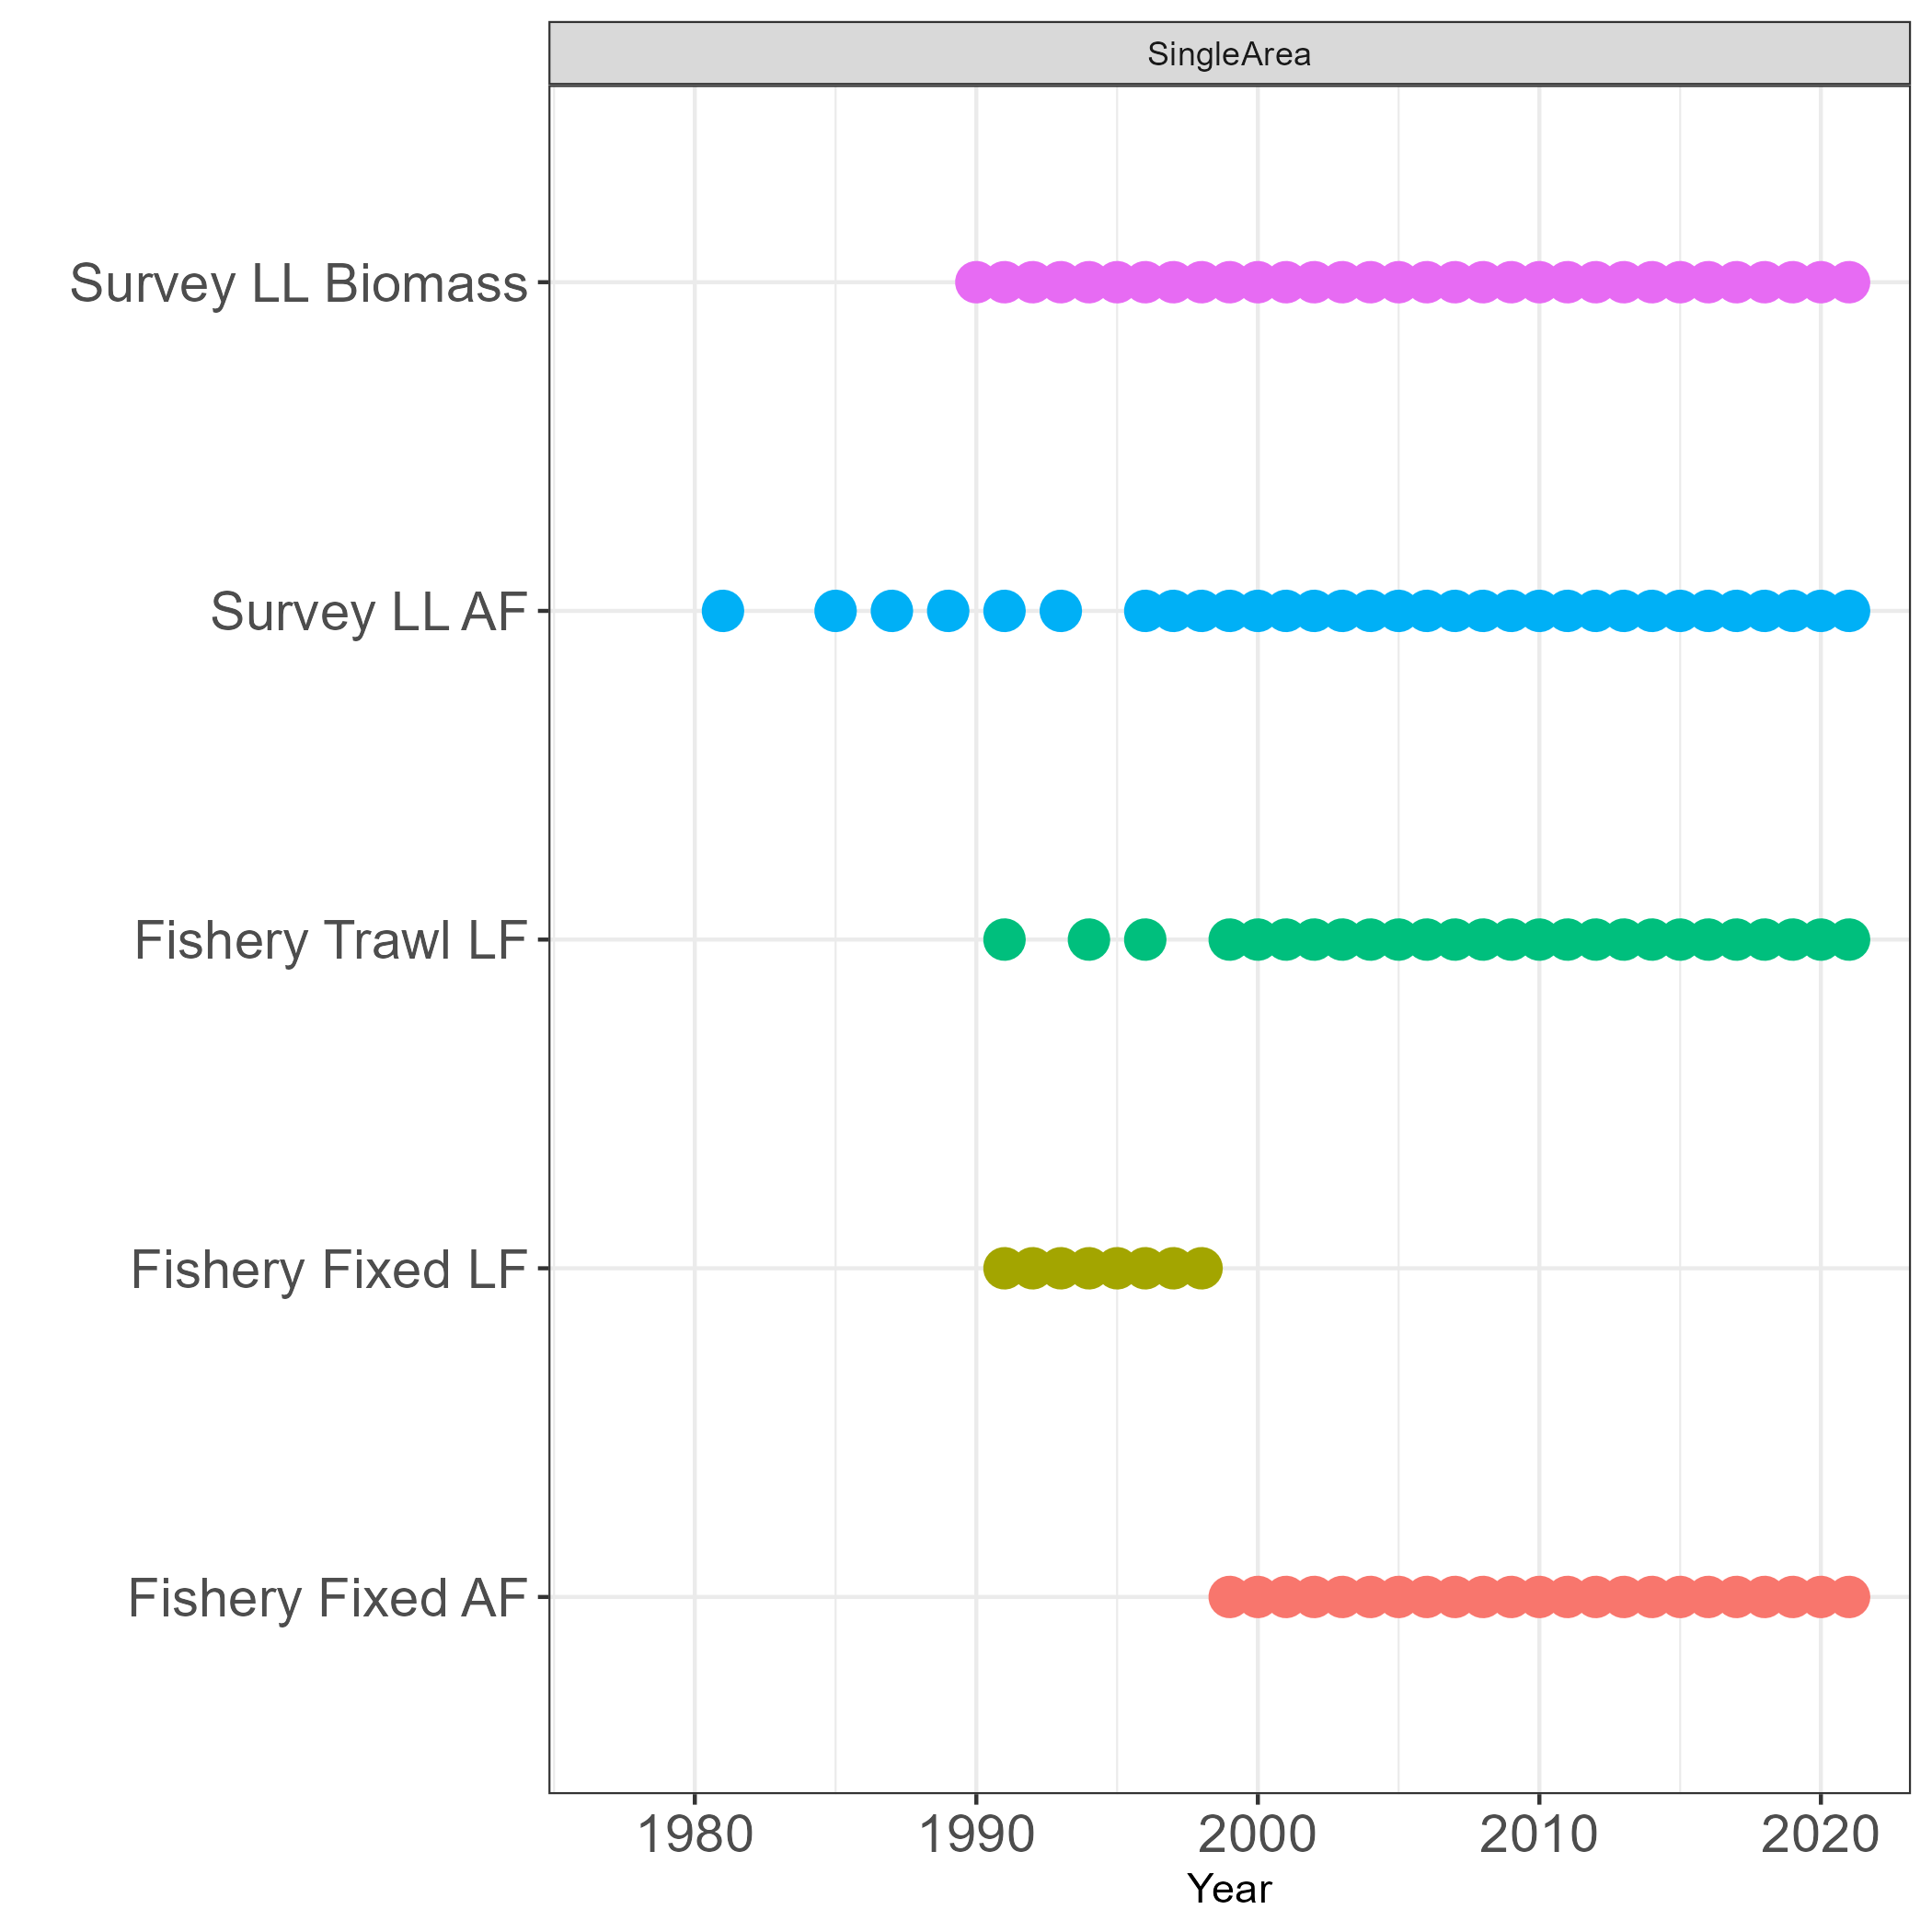 SingleArea
Survey LL Biomass
Survey LL AF
Fishery Trawl LF
Fishery Fixed LF
Fishery Fixed AF
1980 1990 2000 2010 2020
Year